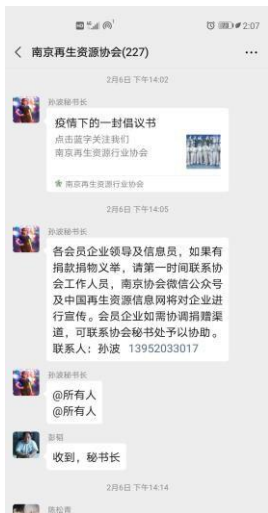 2:07
南京再生资源协会(227)
2月6日 下午14:02
孙波秘书长
疫情下的一封倡议书
点击蓝字关注我们
南京再生资源行业协会
南京再生资源行业协会
2月6日 下午14:05
孙波秘书长
各会员企业领导及信息员，如果有
捐款捐物义举，请第一时间联系协
会工作人员，南京协会微信公众号
及中国再生资源信息网将对企业进
行宣传。会员企业如需协调捐赠渠
道，可联系协会秘书处予以协助。
联系人：孙波 13952033017
孙波秘书长
@所有人
@所有人
彭韬
收到，秘书长
2月6日 下午14:14